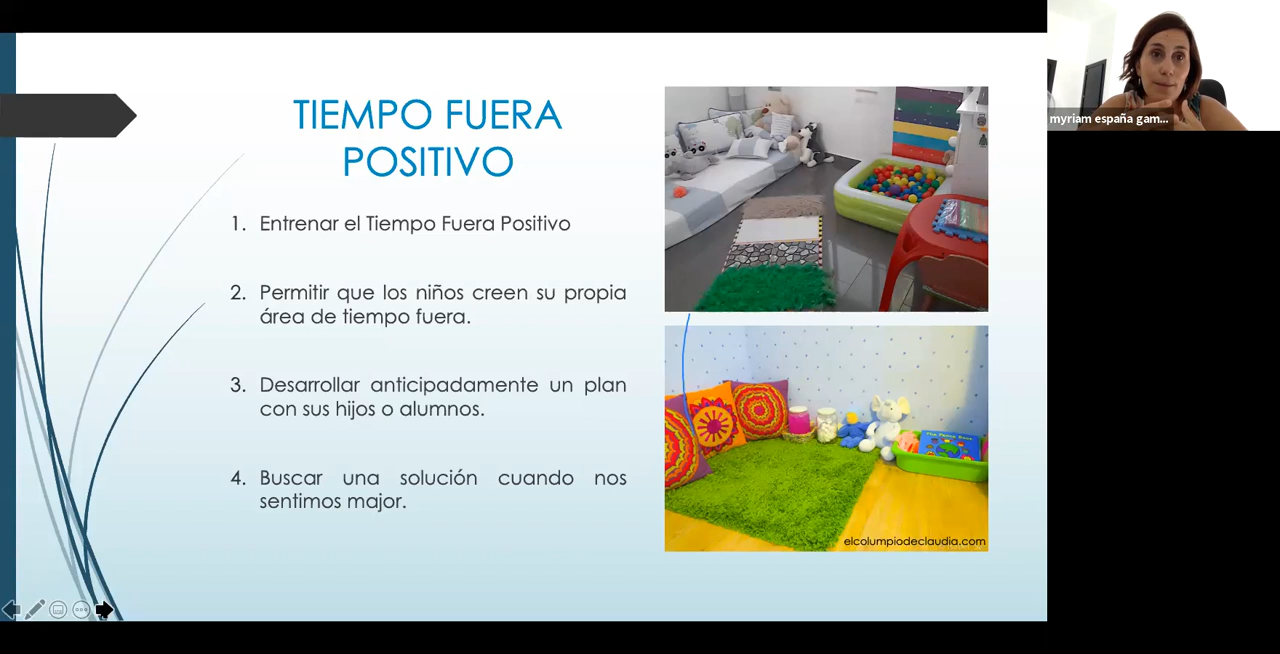 TIEMPO FUERA
POSITIVO
1. Entrenar el Tiempo Fuera Positivo
2. Permitir que los niños creen su propia
área de tiempo fuera.
3. Desarrollar anticipadamente un plan
con sus hijos o alumnos.
4. Buscar una solución cuando nos
sentimos major.
elcolumpiodeclaudia.com
myriam españa gam...